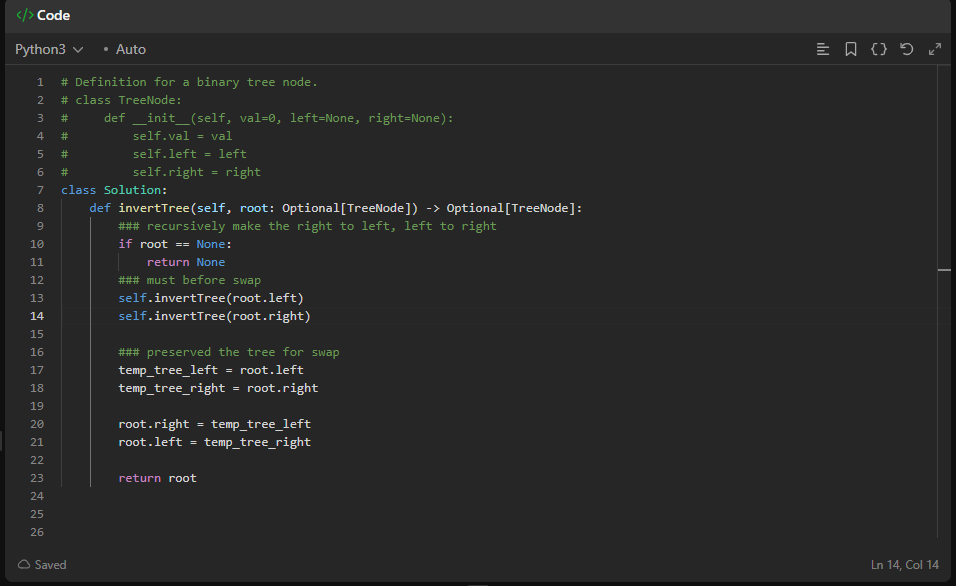 </> Code
Python3 • Auto
1 # Definition for a binary tree node.
2 # class TreeNode:
3 #     def __init__(self, val=0, left=None, right=None):
4 #         self.val = val
5 #         self.left = left
6 #         self.right = right
7 class Solution:
8     def invertTree(self, root: Optional[TreeNode]) -> Optional[TreeNode]:
9         ### recursively make the right to left, left to right
10         if root == None:
11             return None
12         ### must before swap
13         self.invertTree(root.left)
14         self.invertTree(root.right)
15
16         ### preserved the tree for swap
17         temp_tree_left = root.left
18         temp_tree_right = root.right
19
20         root.right = temp_tree_left
21         root.left = temp_tree_right
22
23         return root
24
25
26
Saved Ln 14, Col 14